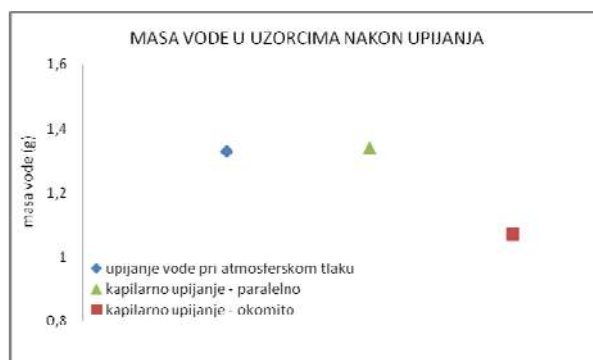 MASA VODE U UZORCIMA NAKON UPIJANJA
1,6
1,4
1,2
1
0,8
masa vode (g)
upijanje vode pri atmosferskom tlaku
kapilarno upijanje - paralelno
kapilarno upijanje - okomito